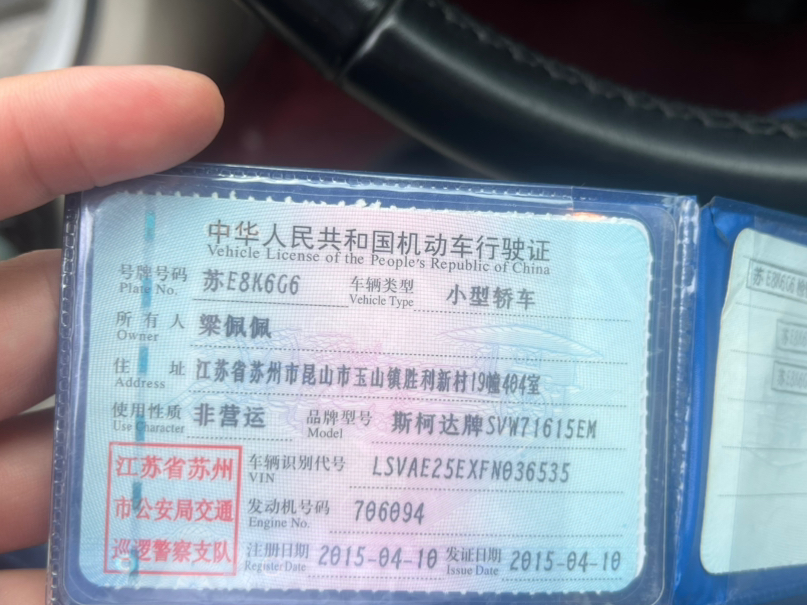 中华人民共和国机动车行驶证
Vehicle License of the People's Republic of China
号牌号码 苏E8K6G6 车辆类型 小型轿车
Plate No. Vehicle Type
所有人 梁佩佩
Owner
住址 江苏省苏州市昆山市玉山镇胜利新村19幢404室
Address
使用性质 非营运 品牌型号 斯柯达牌SVW71615EM
Use Character Model
江苏省苏州 车辆识别代号 LSVAE25EXFN036535
VIN
市公安局交通 发动机号码 706094
Engine No.
巡逻警察支队 注册日期 2015-04-10 发证日期 2015-04-10
Register Date Issue Date